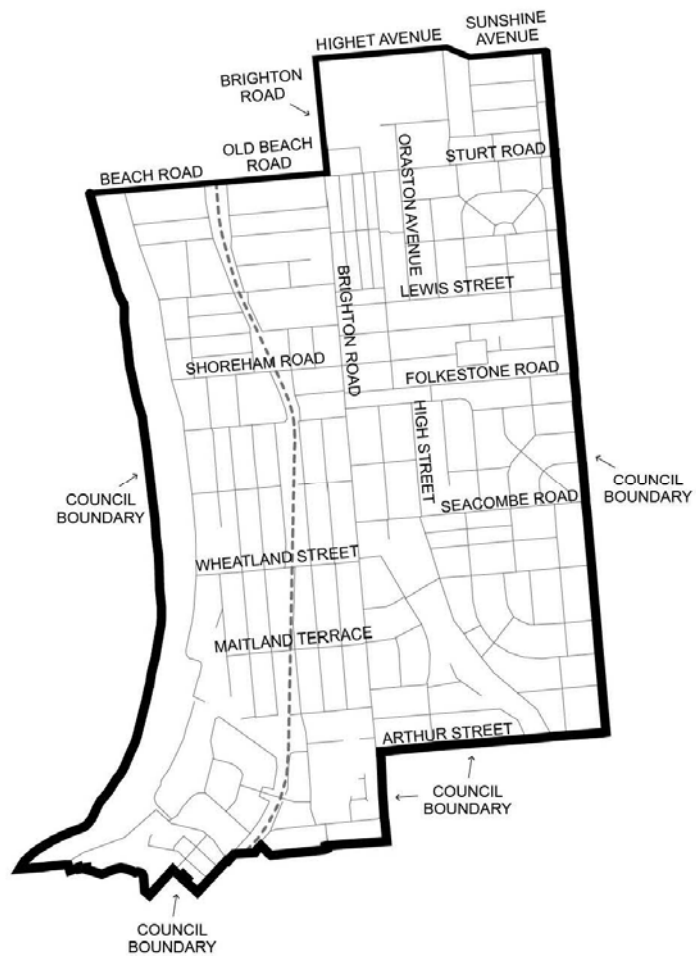 SUNSHINE
AVENUE
HIGHET AVENUE
BRIGHTON
ROAD
OLD BEACH
ROAD
BEACH ROAD
STURT ROAD
ORASTON AVENUE
LEWIS STREET
BRIGHTON ROAD
SHOREHAM ROAD
FOLKESTONE ROAD
HIGH STREET
COUNCIL
BOUNDARY
COUNCIL
BOUNDARY
SEACOMBE ROAD
WHEATLAND STREET
MAITLAND TERRACE
ARTHUR STREET
COUNCIL
BOUNDARY
COUNCIL
BOUNDARY